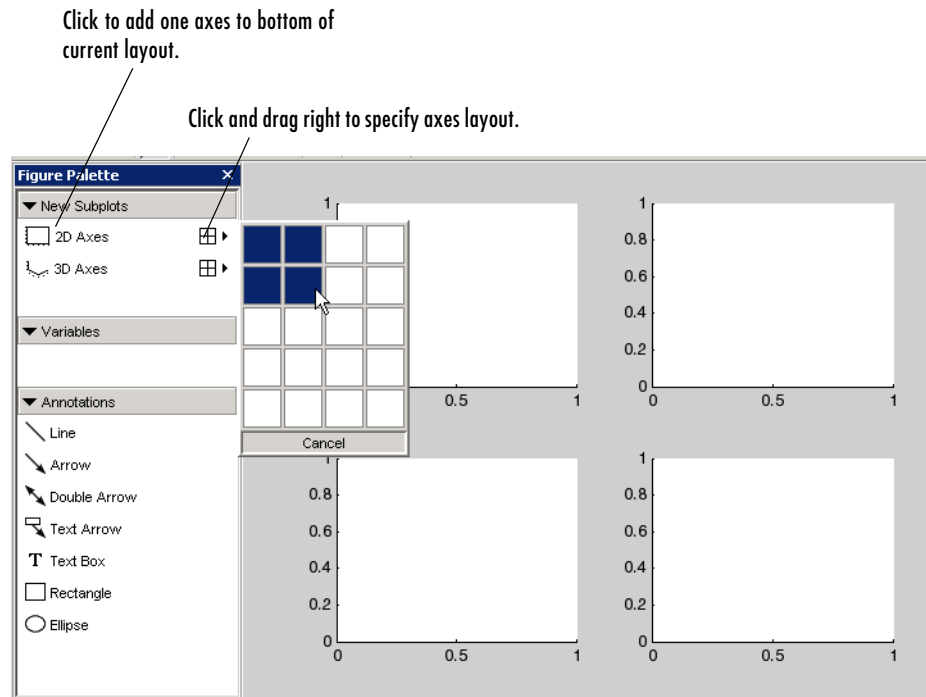 Click to add one axes to bottom of
current layout.
Click and drag right to specify axes layout.
Figure Palette
New Subplots
2D Axes
3D Axes
Variables
Annotations
Line
Arrow
Double Arrow
Text Arrow
T Text Box
Rectangle
Ellipse
Cancel
1
0.5
1
1
0.8
0.6
0.4
0.2
0
0
0.5
1
1
0.8
0.6
0.4
0.2
0
0
0.5
1
1
0.8
0.6
0.4
0.2
0
0
0.5
1